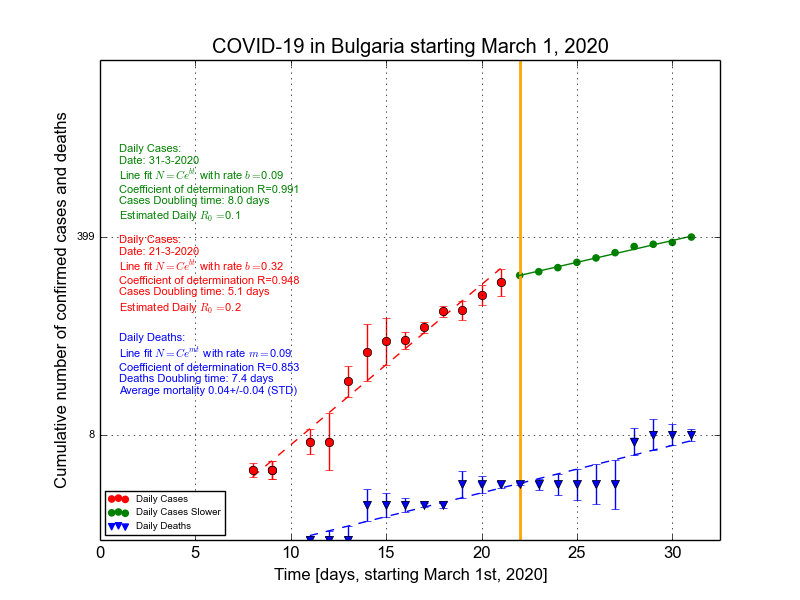 COVID-19 in Bulgaria starting March 1, 2020
Cumulative number of confirmed cases and deaths
Daily Cases:
Date: 31-3-2020
Line fit N = Ce^{bt}: with rate b=0.09
Coefficient of determination R=0.991
Cases Doubling time: 8.0 days
Estimated Daily R_0 =0.1
399
Daily Cases:
Date: 21-3-2020
Line fit N = Ce^{bt}: with rate b=0.32
Coefficient of determination R=0.948
Cases Doubling time: 5.1 days
Estimated Daily R_0 =0.2
Daily Deaths:
Line fit N = Ce^{mt} with rate m=0.09
Coefficient of determination R=0.853
Deaths Doubling time: 7.4 days
Average mortality 0.04+/-0.04 (STD)
8
Daily Cases
Daily Cases Slower
Daily Deaths
0 5 10 15 20 25 30
Time [days, starting March 1st, 2020]